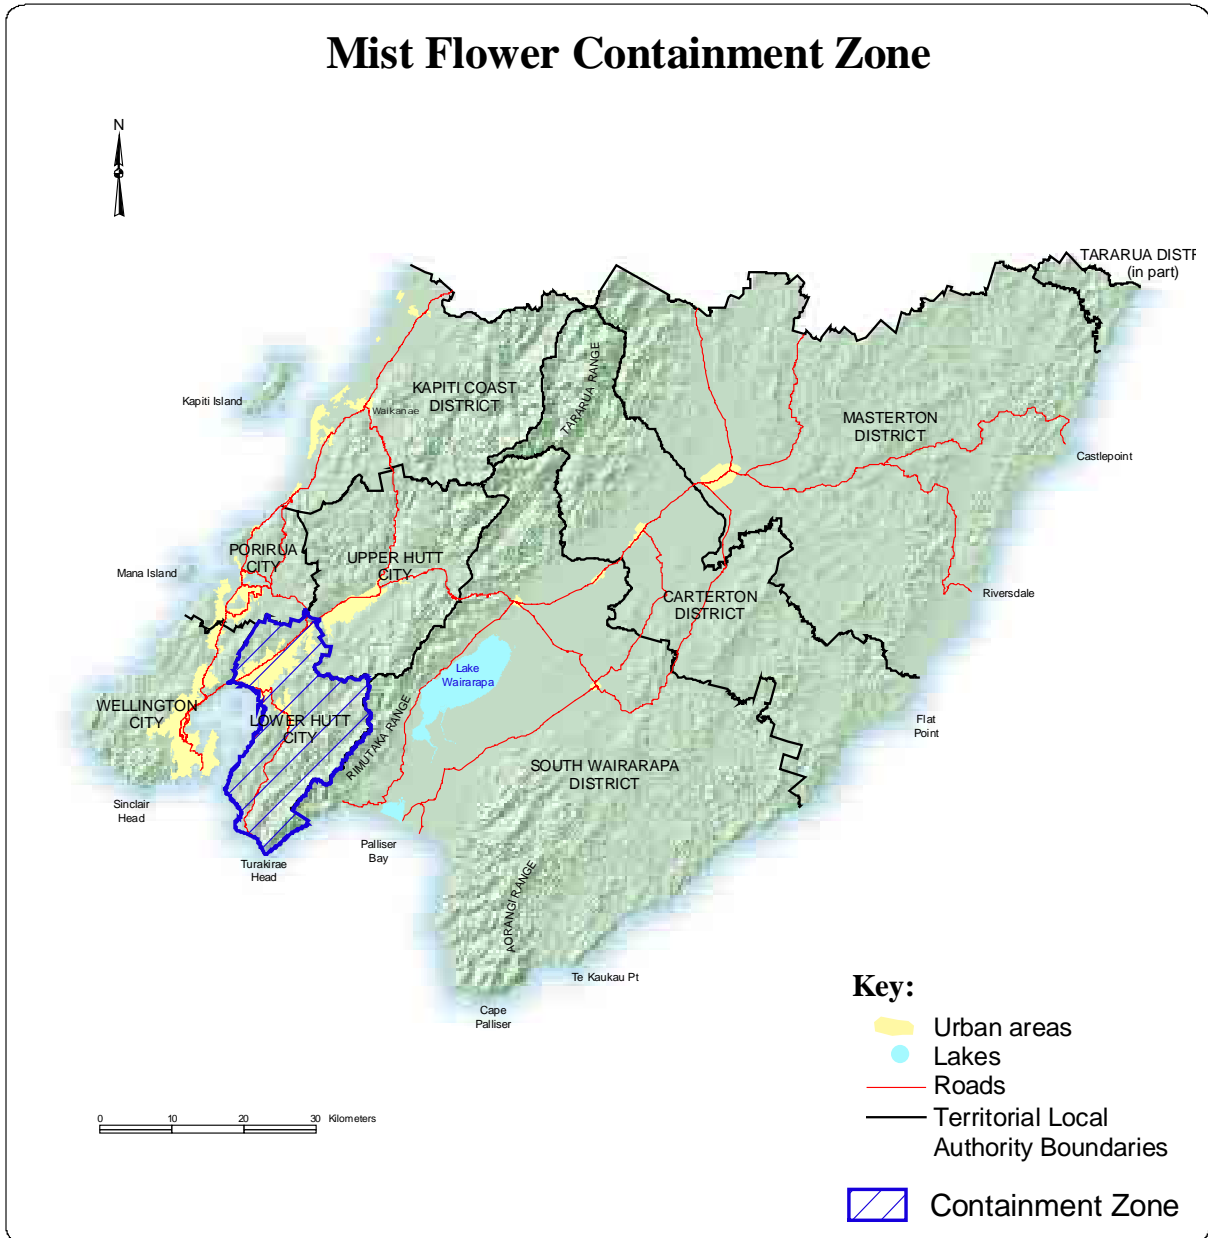 Mist Flower Containment Zone
N
TARARUA DISTR
(in part)
TARARUA RANGE
Kapiti Island
KAPITI COAST
DISTRICT
Waikanae
MASTERTON
DISTRICT
Castlepoint
PORIRUA
CITY
UPPER HUTT
CITY
Mana Island
CARTERTON
DISTRICT
Riversdale
Lake
Wairarapa
WELLINGTON
CITY
LOWER HUTT
CITY
RIMUTAKA RANGE
Flat
Point
SOUTH WAIRARAPA
DISTRICT
Sinclair
Head
Palliser
Bay
Turakirae
Head
AORANGI RANGE
Te Kaukau Pt
Cape
Palliser
Key:
Urban areas
Lakes
Roads
Territorial Local
Authority Boundaries
Containment Zone
0 10 20 30 Kilometers